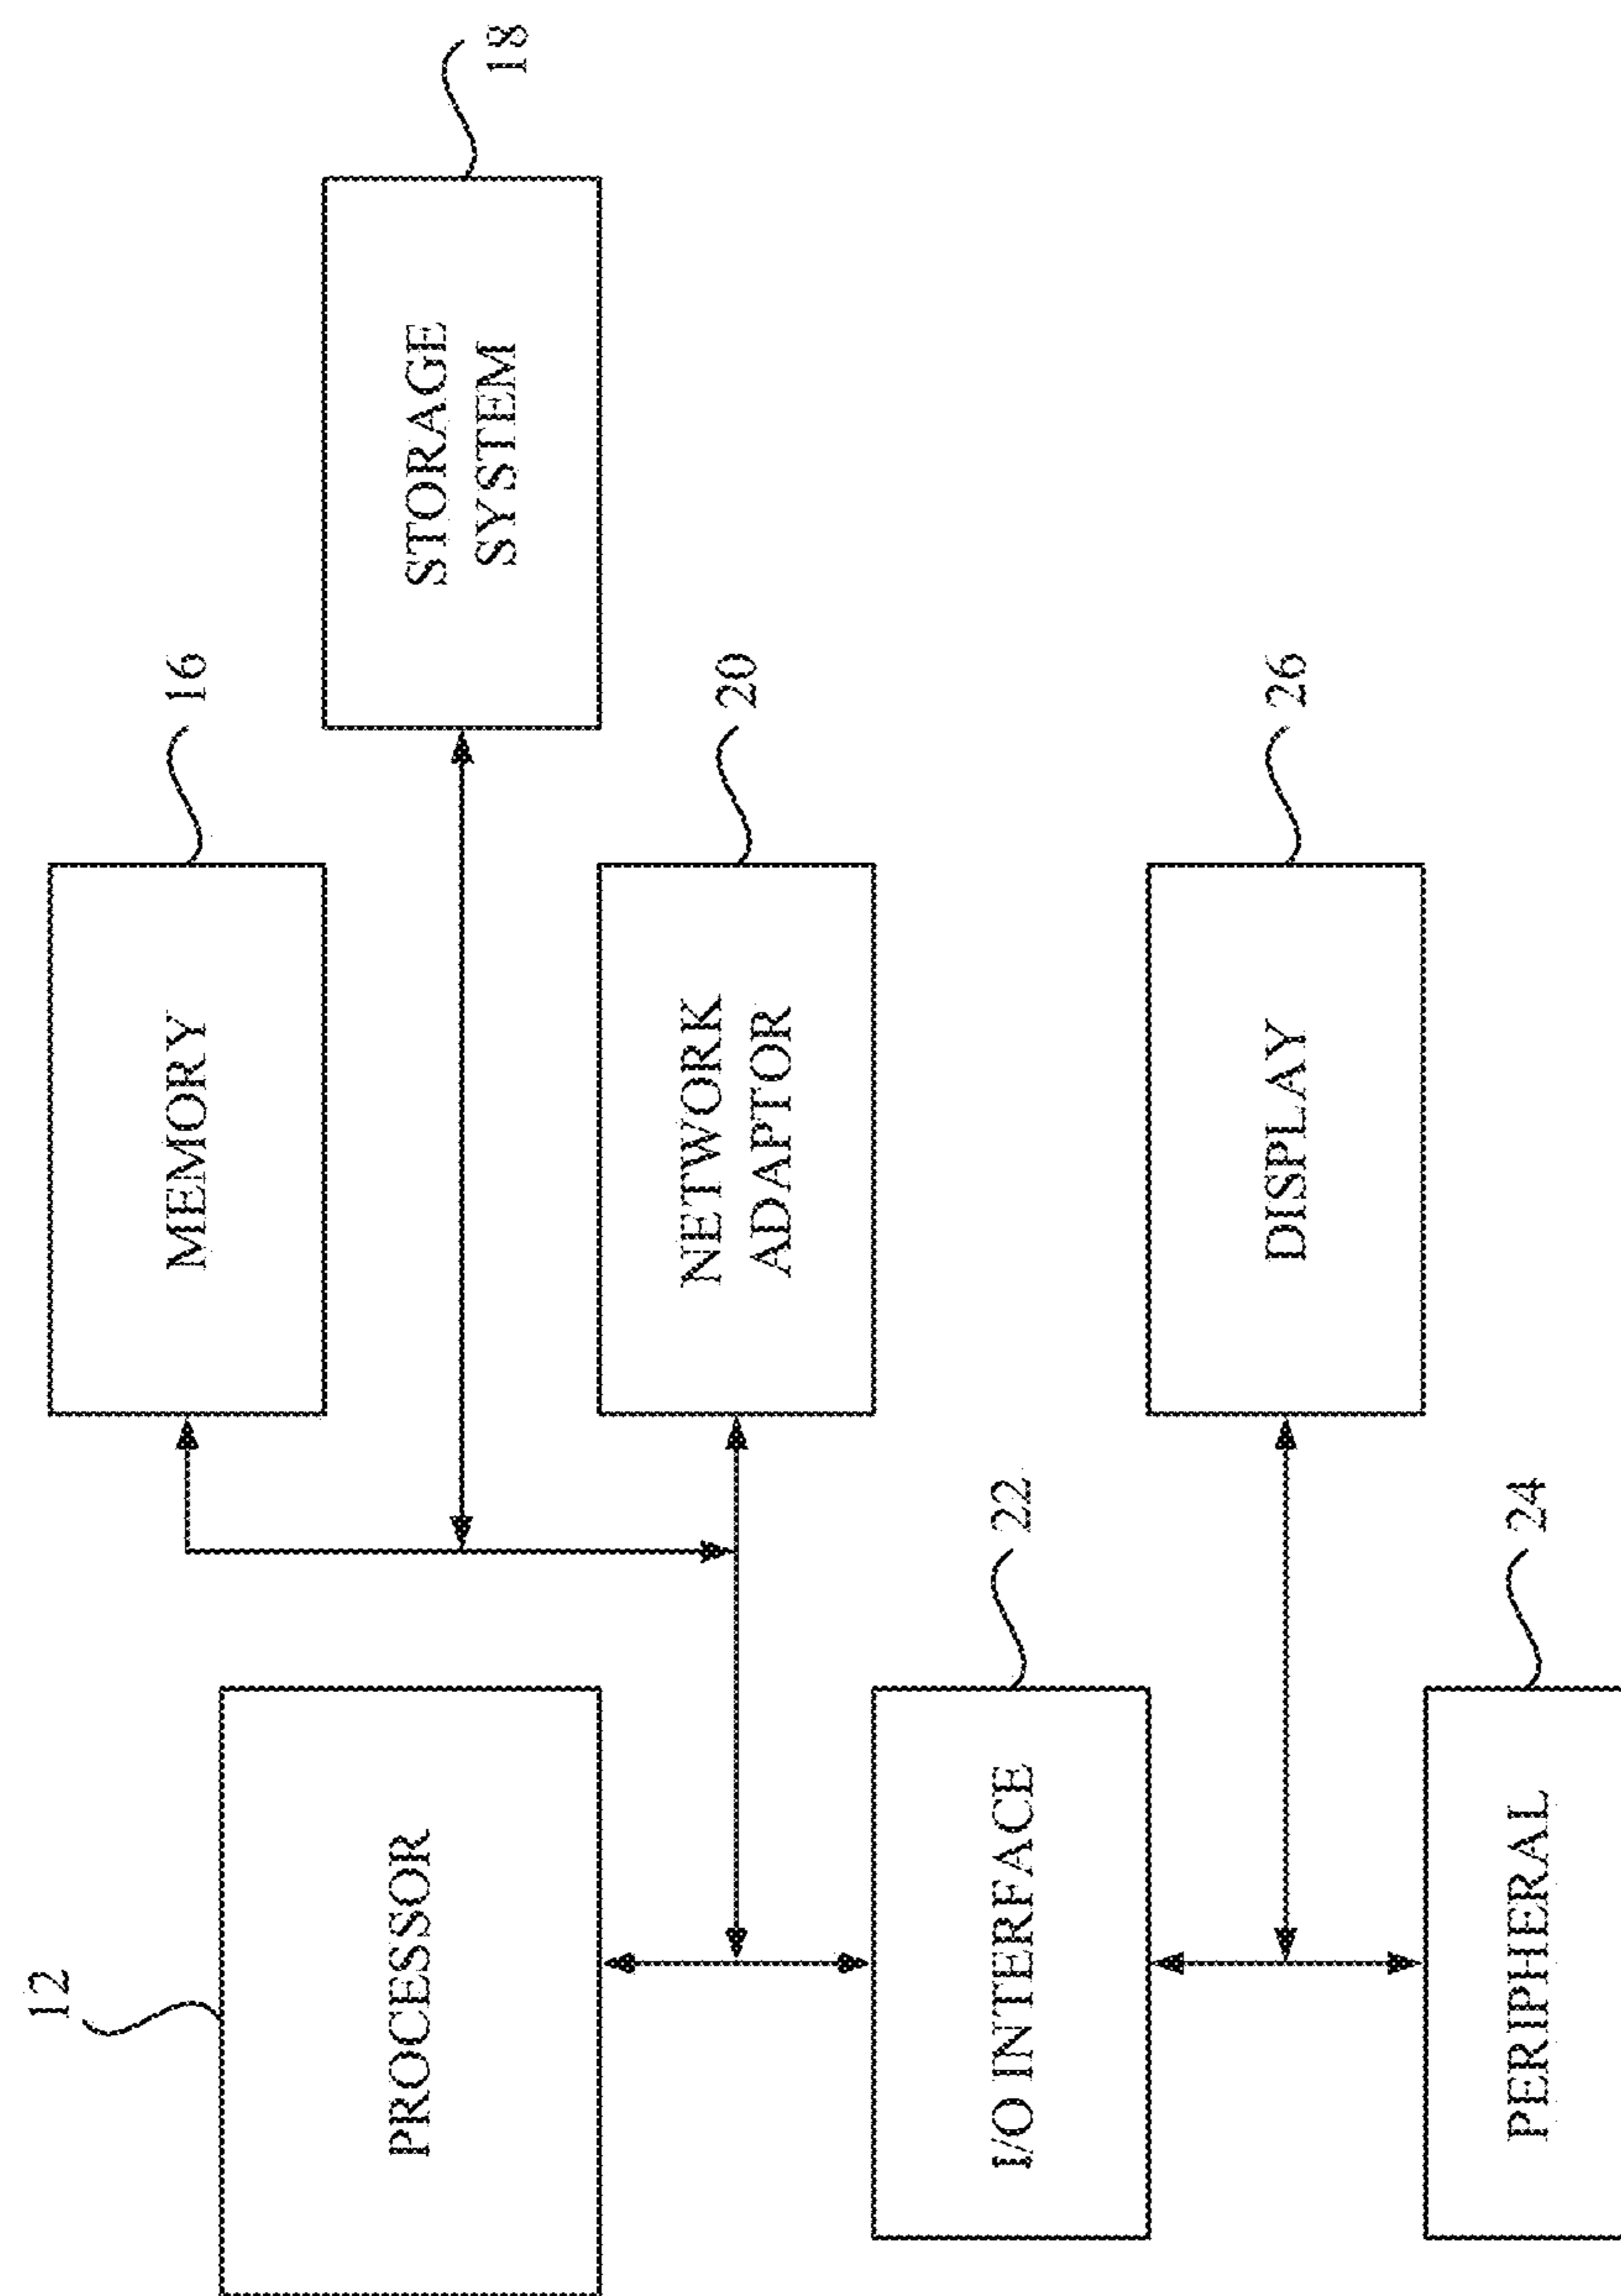 12
PROCESSOR
MEMORY
16
STORAGE
SYSTEM
18
NETWORK
ADAPTOR
20
I/O INTERFACE
22
DISPLAY
26
PERIPHERAL
24